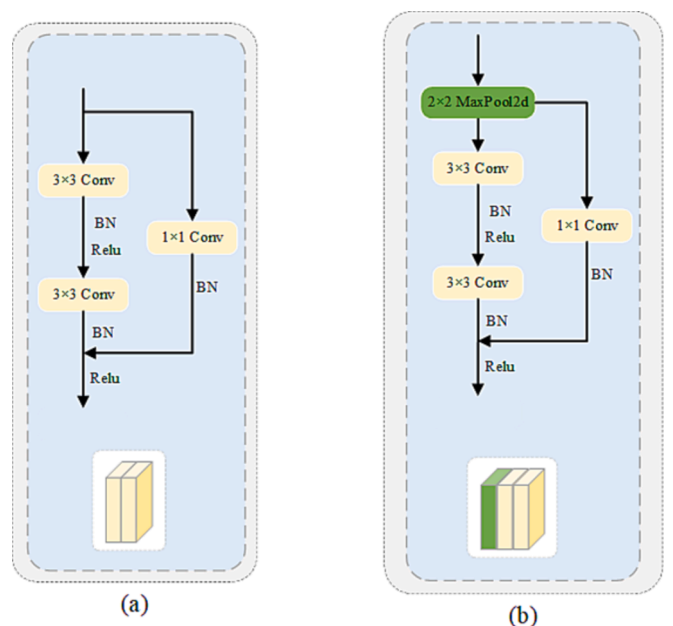 3×3 Conv
BN
Relu
1×1 Conv
3×3 Conv
BN
BN
Relu
(a)
2×2 MaxPool2d
3×3 Conv
BN
Relu
1×1 Conv
3×3 Conv
BN
BN
Relu
(b)